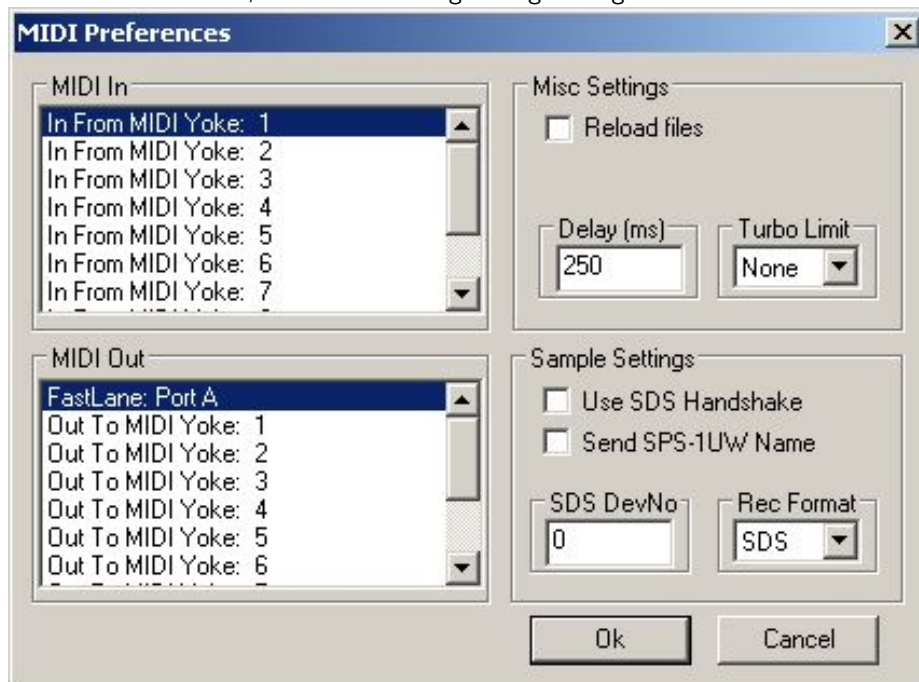 MIDI Preferences
MIDI In
In From MIDI Yoke: 1
In From MIDI Yoke: 2
In From MIDI Yoke: 3
In From MIDI Yoke: 4
In From MIDI Yoke: 5
In From MIDI Yoke: 6
In From MIDI Yoke: 7
Misc Settings
Reload files
Delay (ms)
250
Turbo Limit
None
MIDI Out
FastLane: Port A
Out To MIDI Yoke: 1
Out To MIDI Yoke: 2
Out To MIDI Yoke: 3
Out To MIDI Yoke: 4
Out To MIDI Yoke: 5
Out To MIDI Yoke: 6
Sample Settings
Use SDS Handshake
Send SPS-1UW Name
SDS DevNo
0
Rec Format
SDS
Ok
Cancel